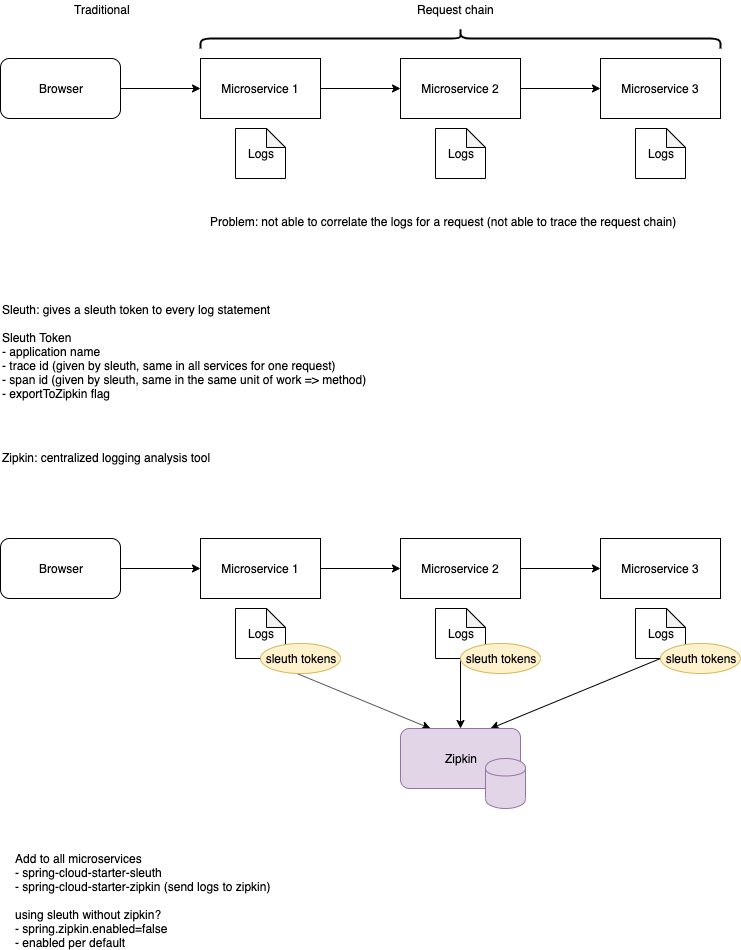 Traditional
Request chain
Browser
Microservice 1
Microservice 2
Microservice 3
Logs
Logs
Logs
Problem: not able to correlate the logs for a request (not able to trace the request chain)
Sleuth: gives a sleuth token to every log statement
Sleuth Token
- application name
- trace id (given by sleuth, same in all services for one request)
- span id (given by sleuth, same in the same unit of work => method)
- exportToZipkin flag
Zipkin: centralized logging analysis tool
Browser
Microservice 1
Microservice 2
Microservice 3
Logs
Logs
Logs
sleuth tokens
sleuth tokens
sleuth tokens
Zipkin
Add to all microservices
- spring-cloud-starter-sleuth
- spring-cloud-starter-zipkin (send logs to zipkin)
using sleuth without zipkin?
- spring.zipkin.enabled=false
- enabled per default